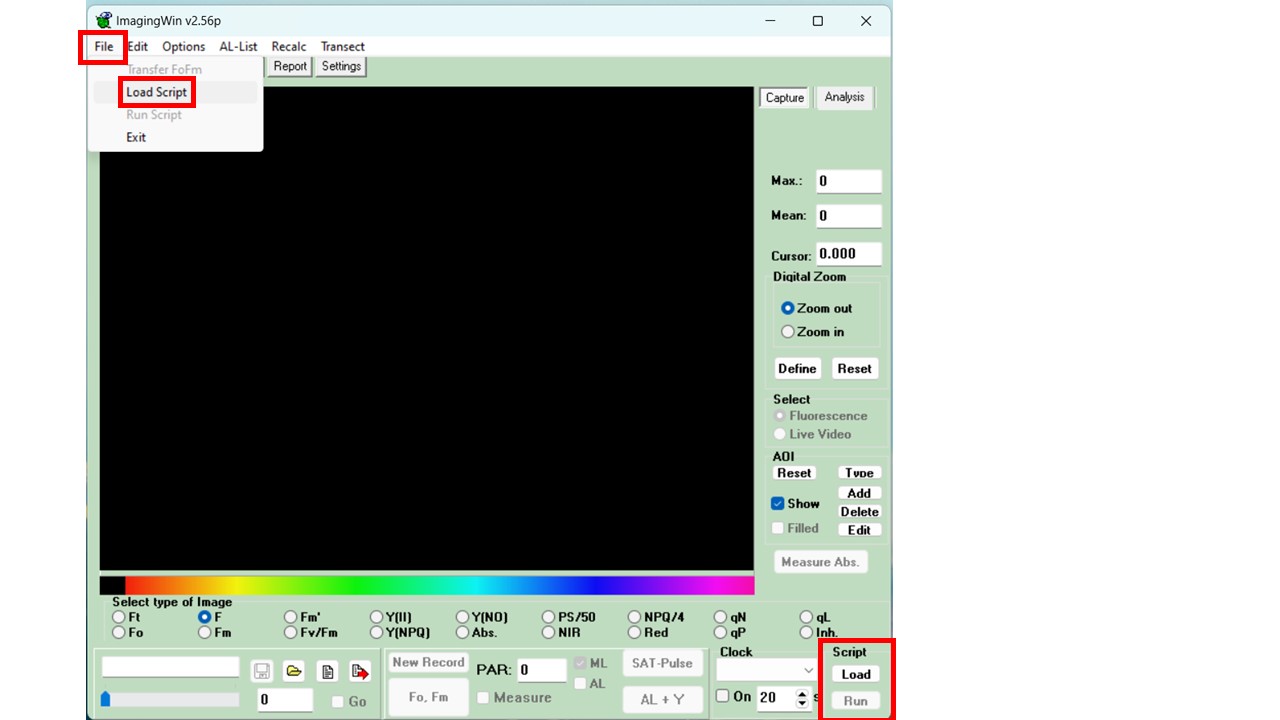 ImagingWin v2.56p
File Edit Options AL-List Recalc Transect
Transfer FoFm
Load Script
Run Script
Exit
Report Settings
Capture Analysis
Max.: 0
Mean: 0
Cursor: 0.000
Digital Zoom
Zoom out
Zoom in
Define Reset
Select
Fluorescence
Live Video
AOI
Reset Type
Add
Show
Delete
Filled Edit
Measure Abs.
Select type of Image
Ft F Fm' Y(II) Y(NO) PS/50 NPQ/4 qN qL
Fo Fm Fv/Fm Y(NPQ) Abs. NIR Red qP Inh.
New Record PAR: 0 ML SAT-Pulse
AL
0 Go Fo, Fm Measure AL + Y
Clock
On 20 s
Script
Load
Run